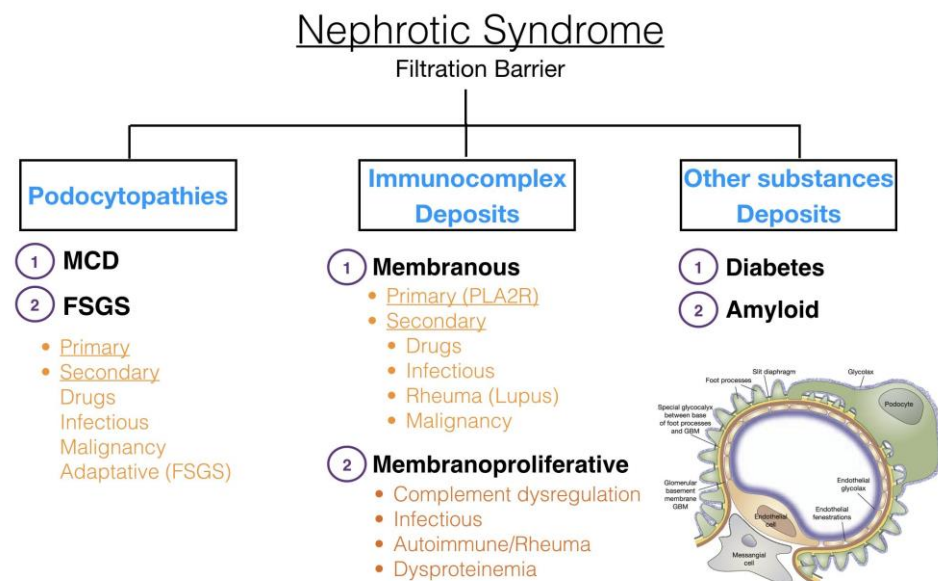 Nephrotic Syndrome
Filtration Barrier
Podocytopathies
1 MCD
2 FSGS
• Primary
• Secondary
Drugs
Infectious
Malignancy
Adaptative (FSGS)
Immunocomplex
Deposits
1 Membranous
• Primary (PLA2R)
• Secondary
• Drugs
• Infectious
• Rheuma (Lupus)
• Malignancy
2 Membranoproliferative
• Complement dysregulation
• Infectious
• Autoimmune/Rheuma
• Dysproteinemia
Other substances
Deposits
1 Diabetes
2 Amyloid
Slit diaphragm
Glycolax
Foot processes
Podocyte
Special glycocalyx
between base
of foot processes
and GBM
Glomerular
basement
membrane
GBM
Endothelial
glycolax
Endothelial
fenestrations
Endothelial
cell
Messangial
cell